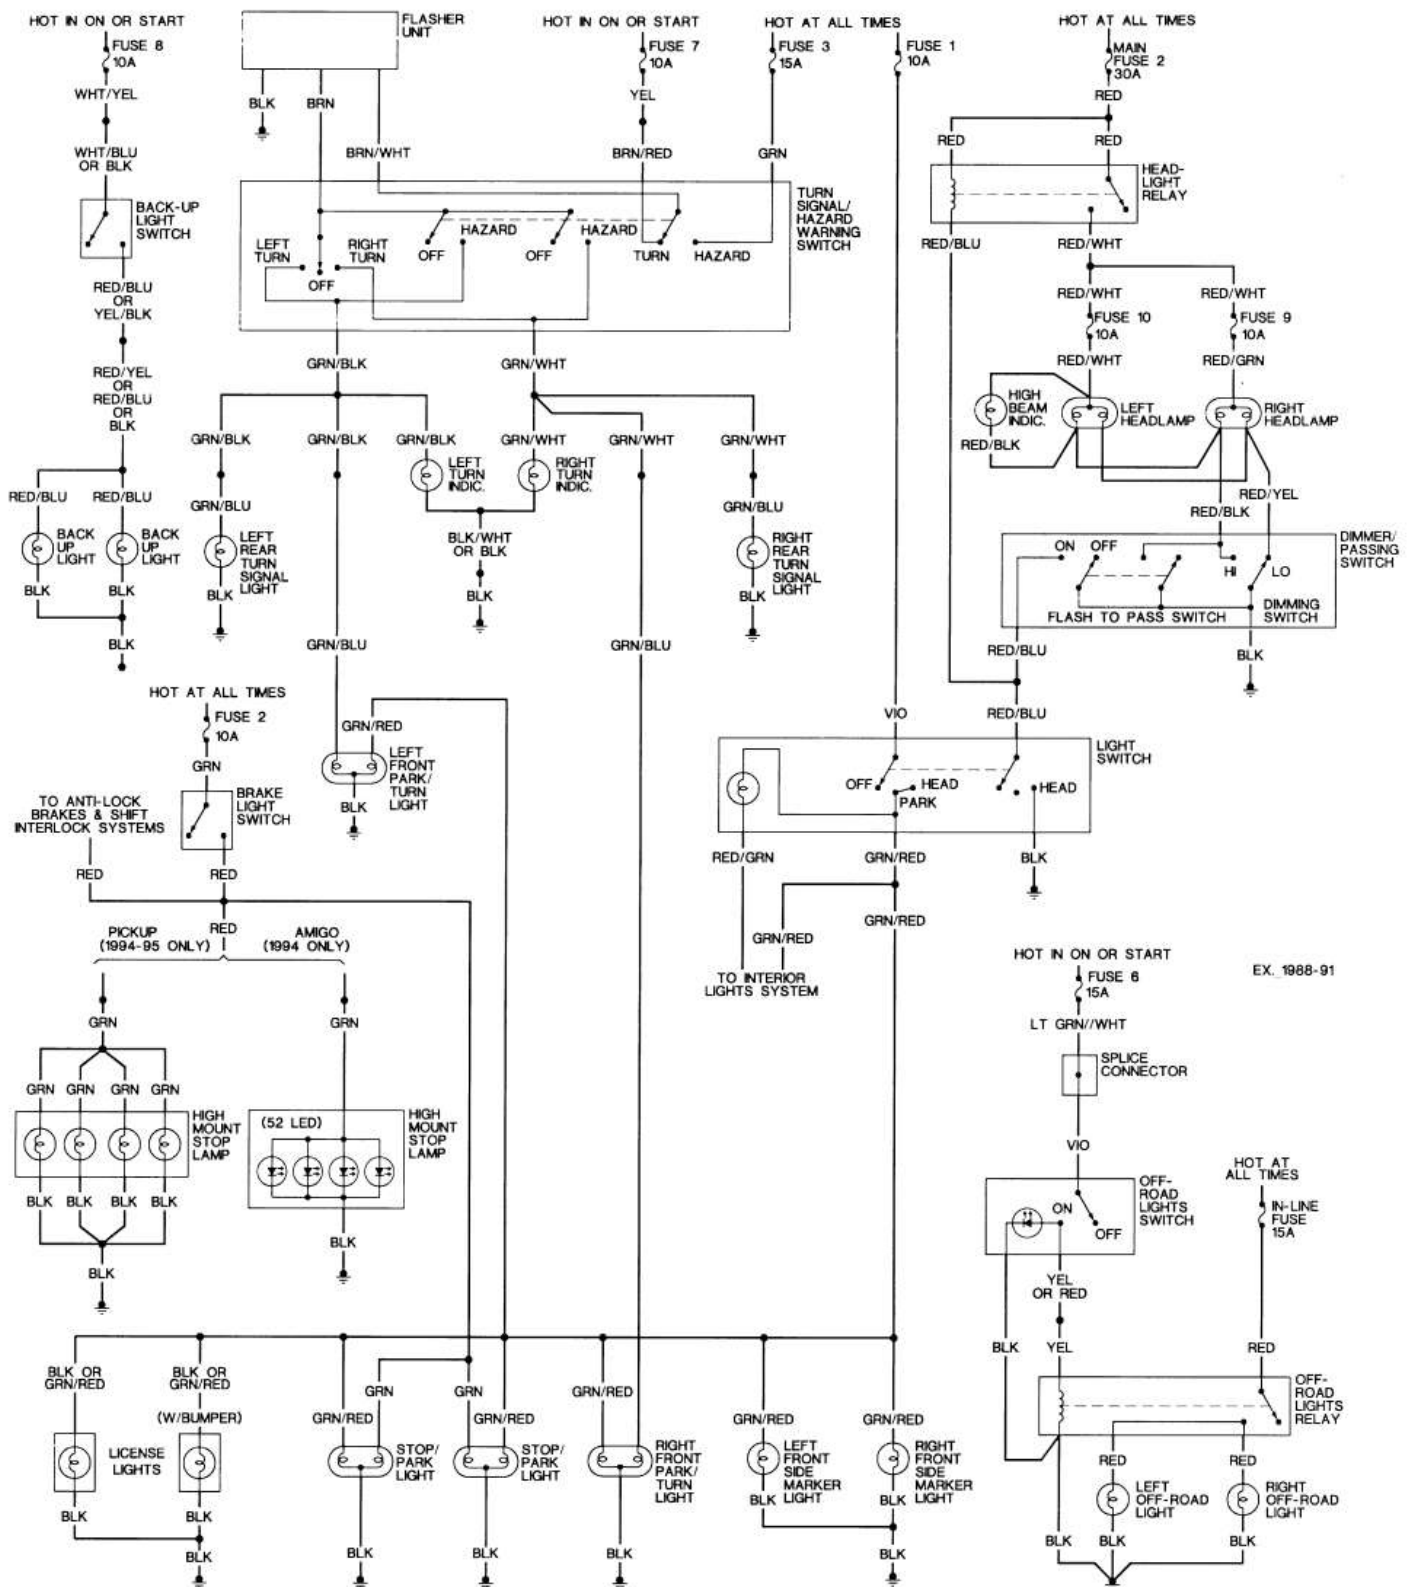 HOT IN ON OR START
FUSE 8
10A
WHT/YEL
WHT/BLU
OR BLK
BACK-UP
LIGHT
SWITCH
RED/BLU
OR
YEL/BLK
RED/YEL
OR
RED/BLU
OR
BLK
RED/BLU
RED/BLU
BACK
UP
LIGHT
BACK
UP
LIGHT
BLK
BLK
BLK
FLASHER
UNIT
BLK
BRN
BRN/WHT
HOT IN ON OR START
FUSE 7
10A
YEL
BRN/RED
HOT AT ALL TIMES
FUSE 3
15A
GRN
FUSE 1
10A
TURN
SIGNAL/
HAZARD
WARNING
SWITCH
LEFT
TURN
RIGHT
TURN
OFF
HAZARD
OFF
HAZARD
OFF
TURN
HAZARD
GRN/BLK
GRN/WHT
GRN/BLK
GRN/BLK
GRN/BLK
GRN/WHT
GRN/WHT
GRN/WHT
LEFT
TURN
INDIC.
RIGHT
TURN
INDIC.
GRN/BLU
LEFT
REAR
TURN
SIGNAL
LIGHT
BLK
BLK/WHT
OR BLK
GRN/BLU
RIGHT
REAR
TURN
SIGNAL
LIGHT
BLK
GRN/BLU
GRN/BLU
HOT AT ALL TIMES
MAIN
FUSE 2
30A
RED
RED
RED
HEAD-
LIGHT
RELAY
RED/BLU
RED/WHT
RED/WHT
RED/WHT
FUSE 10
10A
FUSE 9
10A
RED/WHT
RED/GRN
HIGH
BEAM
INDIC.
LEFT
HEADLAMP
RIGHT
HEADLAMP
RED/BLK
RED/YEL
RED/BLK
DIMMER/
PASSING
SWITCH
ON
OFF
HI
LO
FLASH TO PASS SWITCH
DIMMING
SWITCH
RED/BLU
BLK
VIO
RED/BLU
LIGHT
SWITCH
OFF
HEAD
PARK
HEAD
RED/GRN
GRN/RED
BLK
GRN/RED
GRN/RED
TO INTERIOR
LIGHTS SYSTEM
HOT AT ALL TIMES
FUSE 2
10A
GRN
BRAKE
LIGHT
SWITCH
TO ANTI-LOCK
BRAKES & SHIFT
INTERLOCK SYSTEMS
RED
RED
GRN/RED
LEFT
FRONT
PARK/
TURN
LIGHT
BLK
PICKUP
(1994-95 ONLY)
RED
AMIGO
(1994 ONLY)
GRN
GRN
GRN
GRN
GRN
GRN
HIGH
MOUNT
STOP
LAMP
(52 LED)
HIGH
MOUNT
STOP
LAMP
BLK
BLK
BLK
BLK
BLK
BLK
HOT IN ON OR START
FUSE 6
15A
EX. 1988-91
LT GRN//WHT
SPLICE
CONNECTOR
VIO
OFF-
ROAD
LIGHTS
SWITCH
ON
OFF
HOT AT
ALL TIMES
IN-LINE
FUSE
15A
YEL
OR RED
BLK
YEL
RED
OFF-
ROAD
LIGHTS
RELAY
RED
RED
LEFT
OFF-ROAD
LIGHT
RIGHT
OFF-ROAD
LIGHT
BLK
BLK
BLK
BLK OR
GRN/RED
BLK OR
GRN/RED
(W/BUMPER)
LICENSE
LIGHTS
BLK
BLK
BLK
GRN
GRN
GRN/RED
GRN/RED
GRN/RED
STOP/
PARK
LIGHT
STOP/
PARK
LIGHT
RIGHT
FRONT
PARK/
TURN
LIGHT
BLK
BLK
BLK
GRN/RED
GRN/RED
LEFT
FRONT
SIDE
MARKER
LIGHT
RIGHT
FRONT
SIDE
MARKER
LIGHT
BLK
BLK
BLK